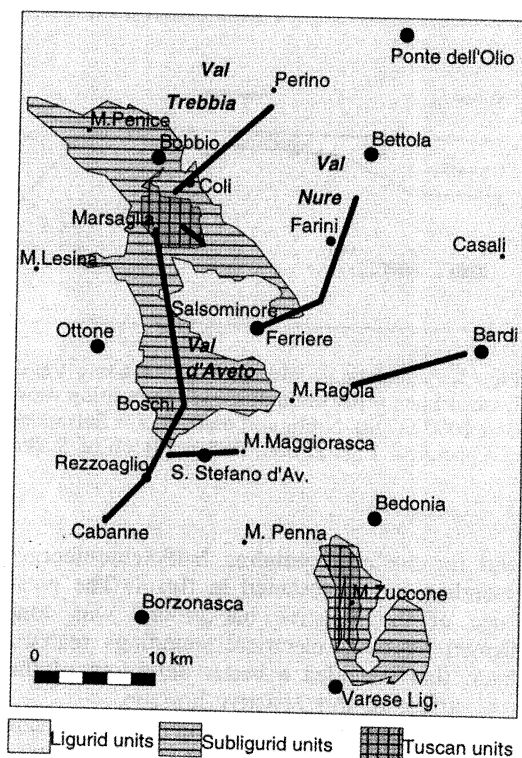 Ponte dell'Olio
Val
Trebbia
Perino
M.Penice
Bobbio
Bettola
Val
Nure
Coli
Marsaglia
Farini
Casali
M.Lesina
Salsominore
Ottone
Ferriere
Val
d'Aveto
Bardi
M.Ragola
Boschi
M.Maggiorasca
Rezzoaglio
S. Stefano d'Av.
Bedonia
Cabanne
M. Penna
M.Zuccone
Borzonasca
0
10 km
Varese Lig.
Ligurid units
Subligurid units
Tuscan units